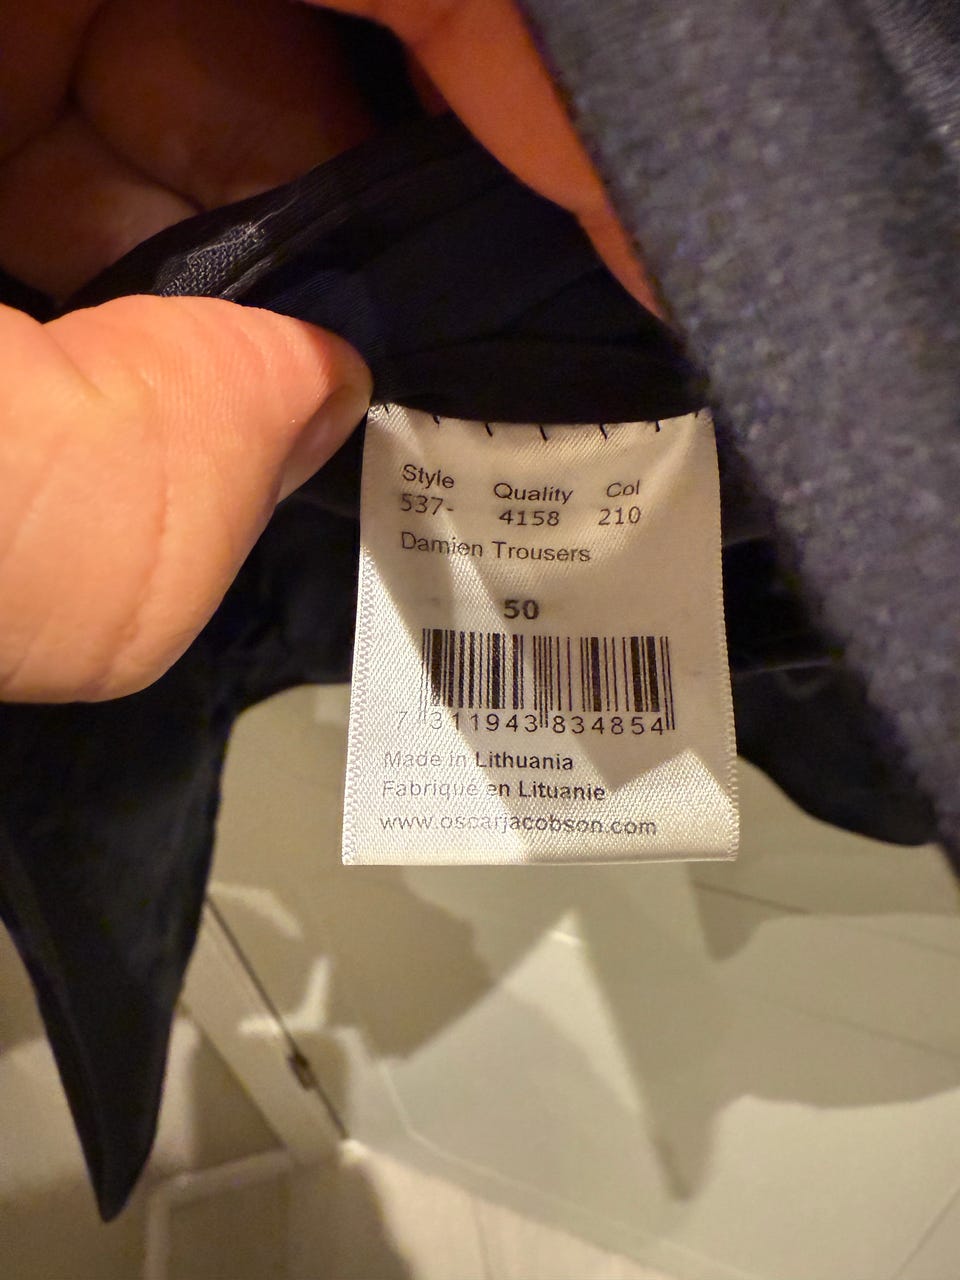 Style Quality Col
537- 4158 210
Damien Trousers
50
7 311943 834854
Made in Lithuania
Fabriqué en Lituanie
www.oscarjacobson.com